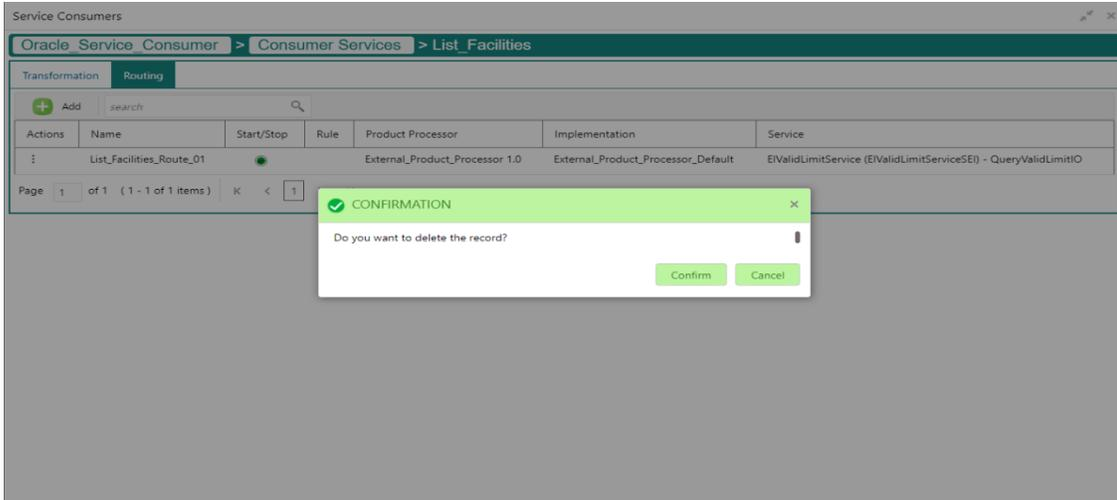 Service Consumers
Oracle_Service_Consumer > Consumer Services > List_Facilities
Transformation Routing
Add search
Actions Name Start/Stop Rule Product Processor Implementation Service
List_Facilities_Route_01 External_Product_Processor 1.0 External_Product_Processor_Default EIValidLimitService (EIValidLimitServiceSEI) - QueryValidLimitIO
Page 1 of 1 (1 - 1 of 1 items) K < 1
CONFIRMATION
Do you want to delete the record?
Confirm Cancel